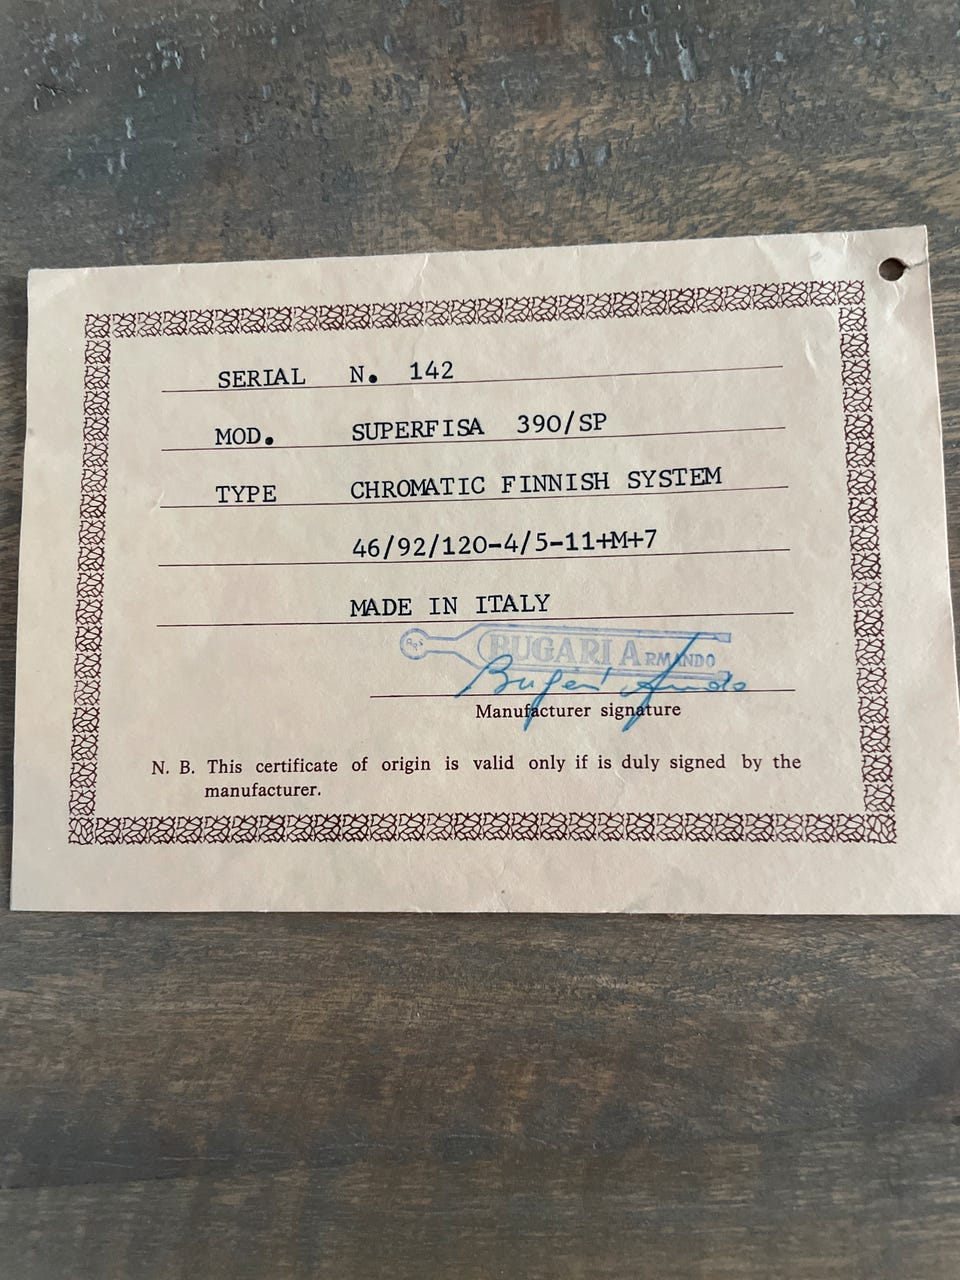 SERIAL N. 142
MOD. SUPERFISA 390/SP
TYPE CHROMATIC FINNISH SYSTEM
46/92/120-4/5-11+M+7
MADE IN ITALY
BUGARI ARMANDO
Bugari Armando
Manufacturer signature
N. B. This certificate of origin is valid only if is duly signed by the
manufacturer.